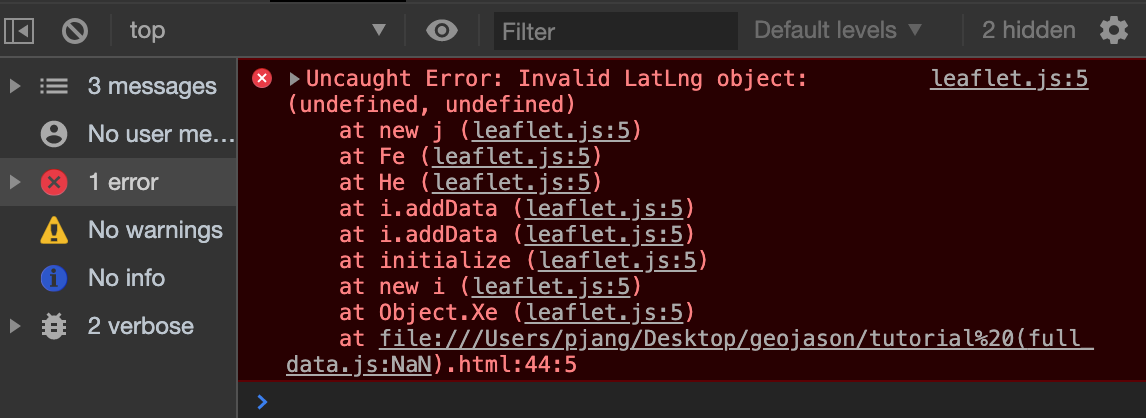 top Filter Default levels 2 hidden
3 messages
No user me...
1 error
No warnings
No info
2 verbose
Uncaught Error: Invalid LatLng object: leaflet.js:5
(undefined, undefined)
at new j (leaflet.js:5)
at Fe (leaflet.js:5)
at He (leaflet.js:5)
at i.addData (leaflet.js:5)
at i.addData (leaflet.js:5)
at initialize (leaflet.js:5)
at new i (leaflet.js:5)
at Object.Xe (leaflet.js:5)
at file:///Users/pjang/Desktop/geojason/tutorial%20(full_
data.js:NaN).html:44:5